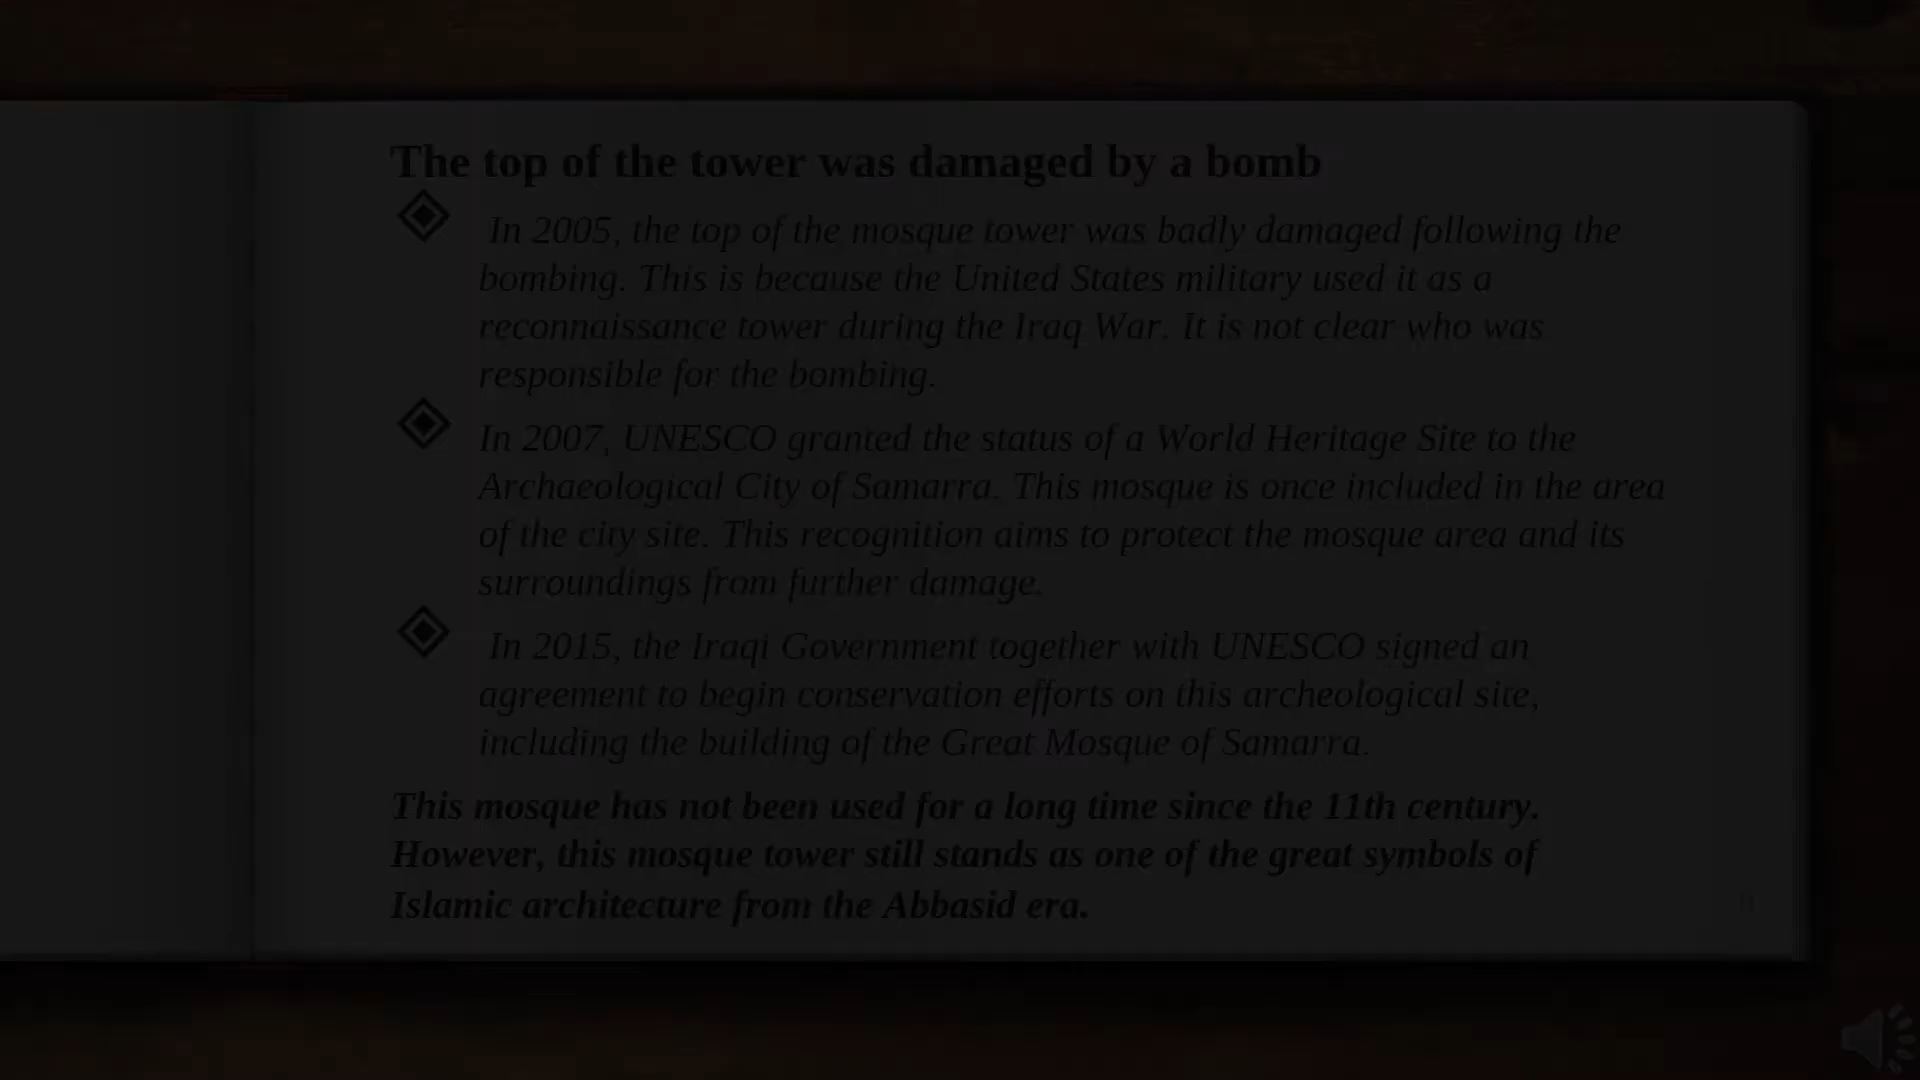 The top of the tower was damaged by a bomb
In 2005, the top of the mosque tower was badly damaged following the
bombing. This is because the United States military used it as a
reconnaissance tower during the Iraq War. It is not clear who was
responsible for the bombing.
In 2007, UNESCO granted the status of a World Heritage Site to the
Archaeological City of Samarra. This mosque is once included in the area
of the city site. This recognition aims to protect the mosque area and its
surroundings from further damage.
In 2015, the Iraqi Government together with UNESCO signed an
agreement to begin conservation efforts on this archeological site,
including the building of the Great Mosque of Samarra.
This mosque has not been used for a long time since the 11th century.
However, this mosque tower still stands as one of the great symbols of
Islamic architecture from the Abbasid era.